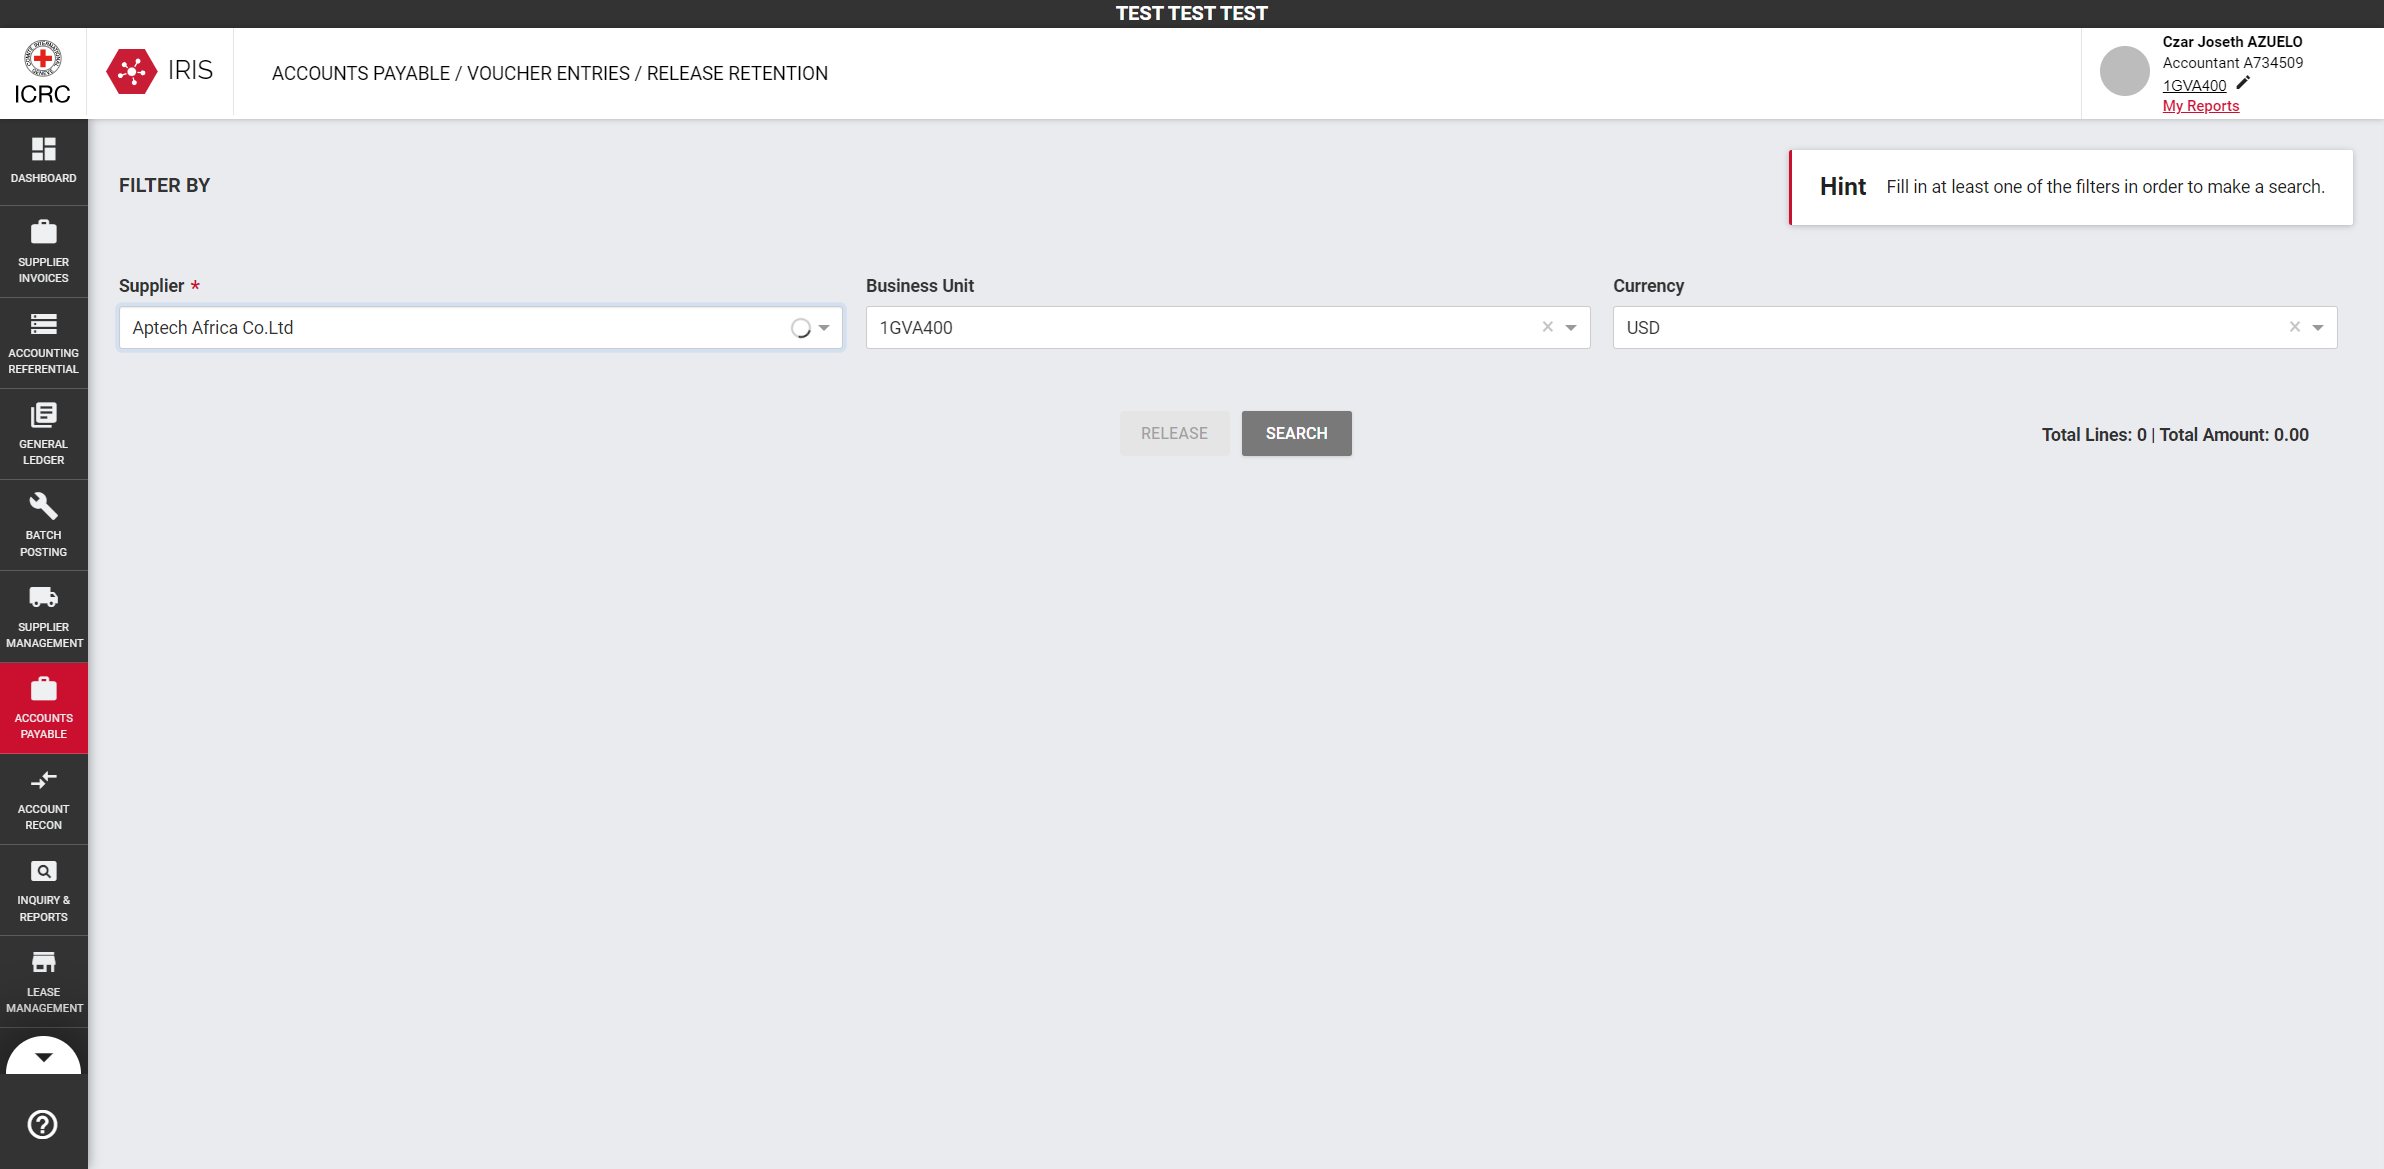 TEST TEST TEST
ICRC
IRIS
ACCOUNTS PAYABLE / VOUCHER ENTRIES / RELEASE RETENTION
Czar Joseth AZUELO
Accountant A734509
1GVA400
My Reports
DASHBOARD
SUPPLIER
INVOICES
ACCOUNTING
REFERENTIAL
GENERAL
LEDGER
BATCH
POSTING
SUPPLIER
MANAGEMENT
ACCOUNTS
PAYABLE
ACCOUNT
RECON
INQUIRY &
REPORTS
LEASE
MANAGEMENT
FILTER BY
Hint Fill in at least one of the filters in order to make a search.
Supplier *
Aptech Africa Co.Ltd
Business Unit
1GVA400
Currency
USD
RELEASE
SEARCH
Total Lines: 0 | Total Amount: 0.00